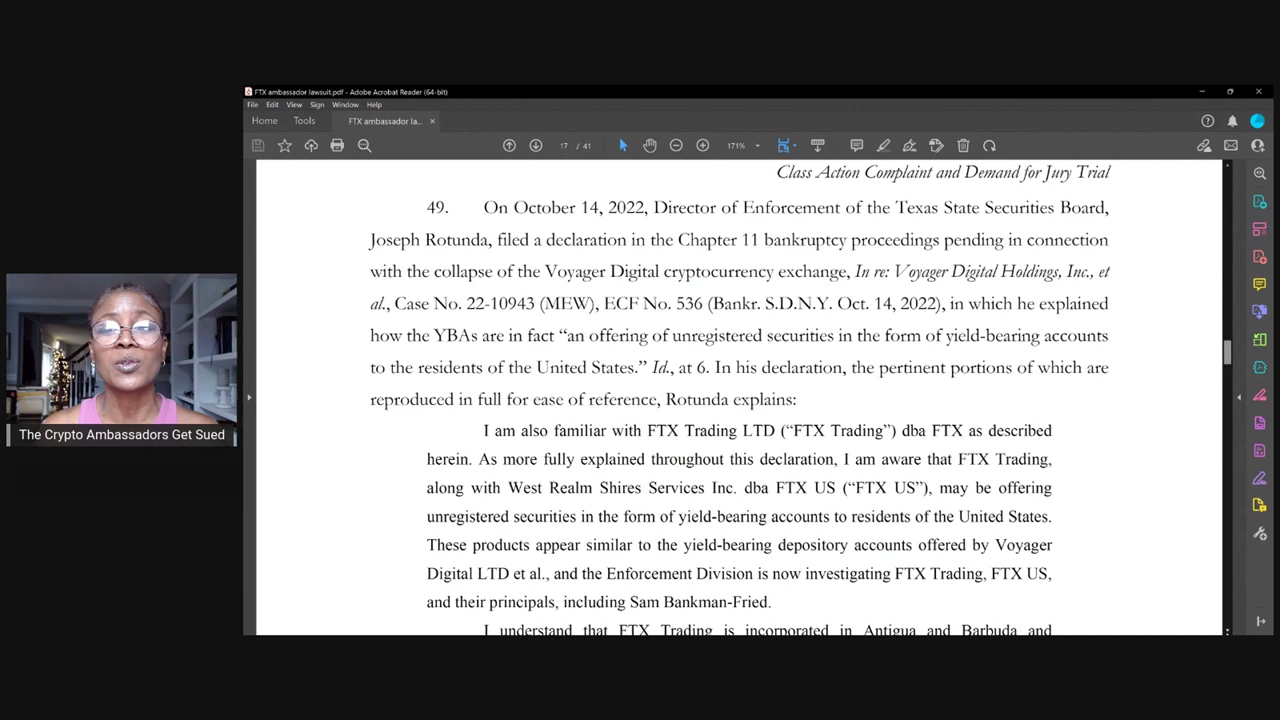 FTX ambassador lawsuit.pdf - Adobe Acrobat Reader (64-bit)
File Edit View Sign Window Help
Home Tools FTX ambassador la... ×
17 / 41 171%
Class Action Complaint and Demand for Jury Trial
49. On October 14, 2022, Director of Enforcement of the Texas State Securities Board,
Joseph Rotunda, filed a declaration in the Chapter 11 bankruptcy proceedings pending in connection
with the collapse of the Voyager Digital cryptocurrency exchange, In re: Voyager Digital Holdings, Inc., et
al., Case No. 22-10943 (MEW), ECF No. 536 (Bankr. S.D.N.Y. Oct. 14, 2022), in which he explained
how the YBAs are in fact “an offering of unregistered securities in the form of yield-bearing accounts
to the residents of the United States.” Id., at 6. In his declaration, the pertinent portions of which are
reproduced in full for ease of reference, Rotunda explains:
I am also familiar with FTX Trading LTD (“FTX Trading”) dba FTX as described
herein. As more fully explained throughout this declaration, I am aware that FTX Trading,
along with West Realm Shires Services Inc. dba FTX US (“FTX US”), may be offering
unregistered securities in the form of yield-bearing accounts to residents of the United States.
These products appear similar to the yield-bearing depository accounts offered by Voyager
Digital LTD et al., and the Enforcement Division is now investigating FTX Trading, FTX US,
and their principals, including Sam Bankman-Fried.
I understand that FTX Trading is incorporated in Antigua and Barbuda and
The Crypto Ambassadors Get Sued